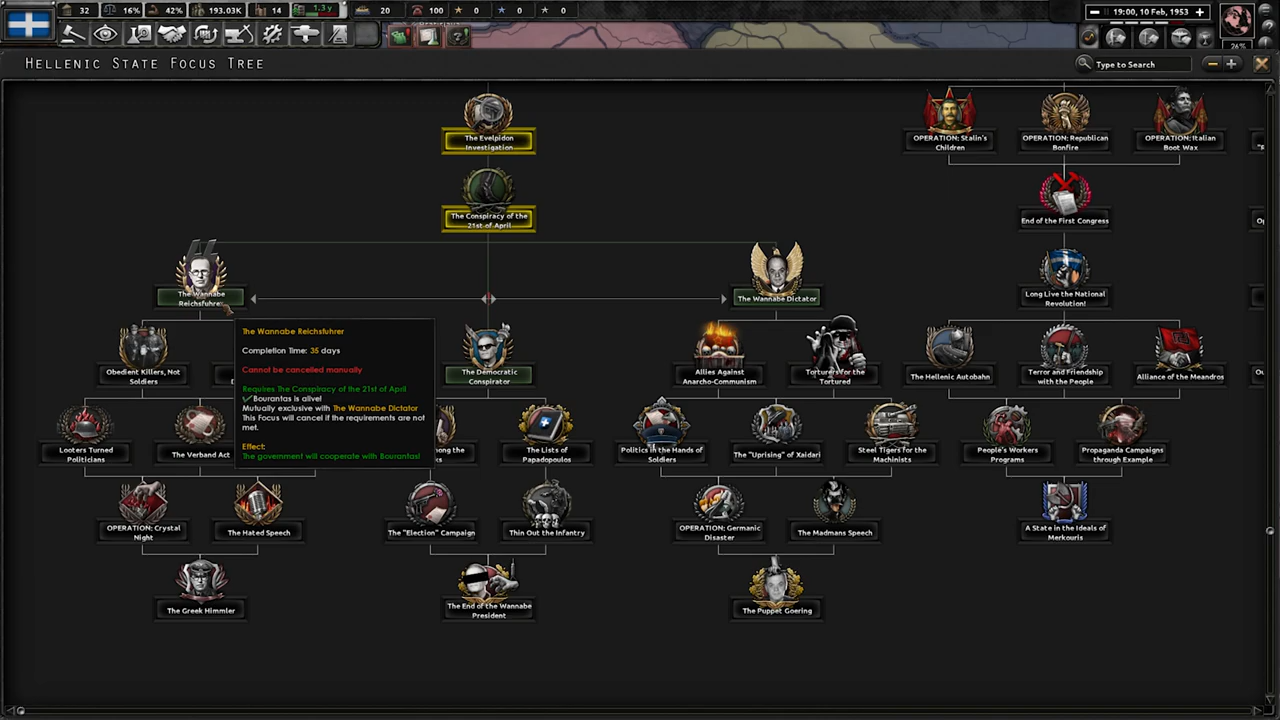 32 16% 42% 193.03K 14 1.3 y 20 100 0 0 0
19:00, 10 Feb, 1953
26%
Hellenic State Focus Tree
Type to Search
The Evelpidon
Investigation
OPERATION: Stalin's
Children
OPERATION: Republican
Bonfire
OPERATION: Italian
Boot Wax
The Conspiracy of the
21st of April
End of the First Congress
The Wannabe
Reichsfuhrer
The Wannabe Dictator
Long Live the National
Revolution!
The Wannabe Reichsfuhrer
Completion Time: 35 days
Cannot be cancelled manually
Requires The Conspiracy of the 21st of April
Bourantas is alive!
Mutually exclusive with The Wannabe Dictator
This Focus will cancel if the requirements are not
met.
Effect:
The government will cooperate with Bourantas!
Obedient Killers, Not
Soldiers
The Democratic
Conspirator
Allies Against
Anarcho-Communism
Torturers for the
Tortured
The Hellenic Autobahn
Terror and Friendship
with the People
Alliance of the Meandros
Looters Turned
Politicians
The Verband Act
The Lists of
Papadopoulos
Politics in the Hands of
Soldiers
The "Uprising" of Xaidari
Steel Tigers for the
Machinists
People's Workers
Programs
Propaganda Campaigns
through Example
OPERATION: Crystal
Night
The Hated Speech
The "Election" Campaign
Thin Out the Infantry
OPERATION: Germanic
Disaster
The Madmans Speech
A State in the Ideals of
Merkouris
The Greek Himmler
The End of the Wannabe
President
The Puppet Goering